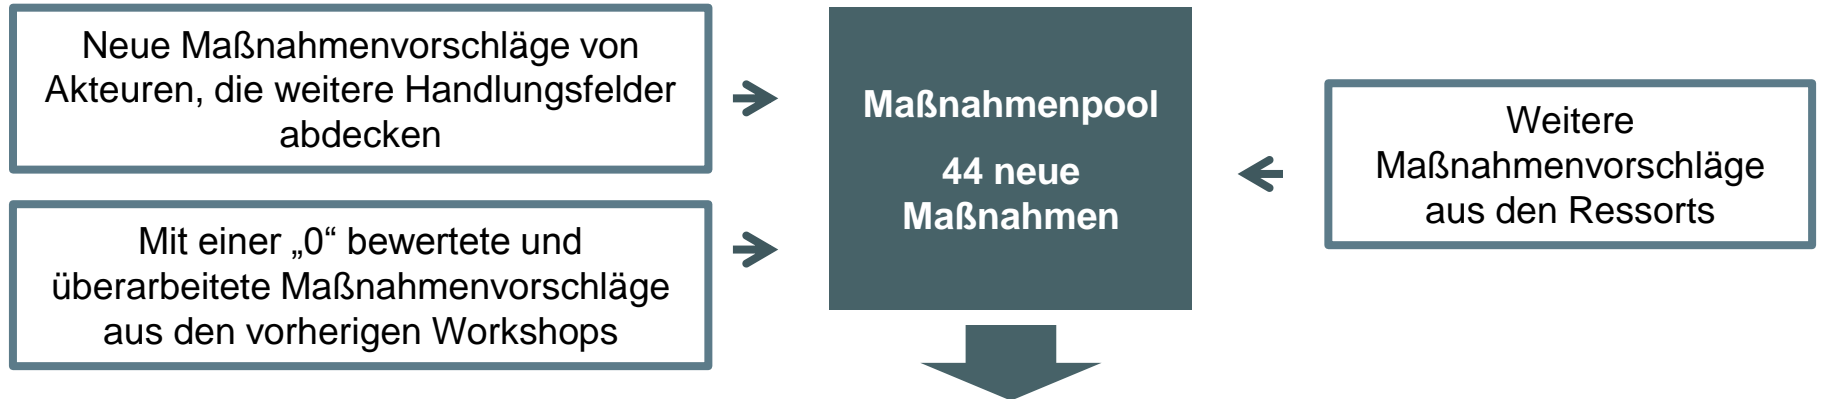 Neue Maßnahmenvorschläge von
Akteuren, die weitere Handlungsfelder
abdecken
Mit einer „0“ bewertete und
überarbeitete Maßnahmenvorschläge
aus den vorherigen Workshops
Maßnahmenpool
44 neue
Maßnahmen
Weitere
Maßnahmenvorschläge
aus den Ressorts